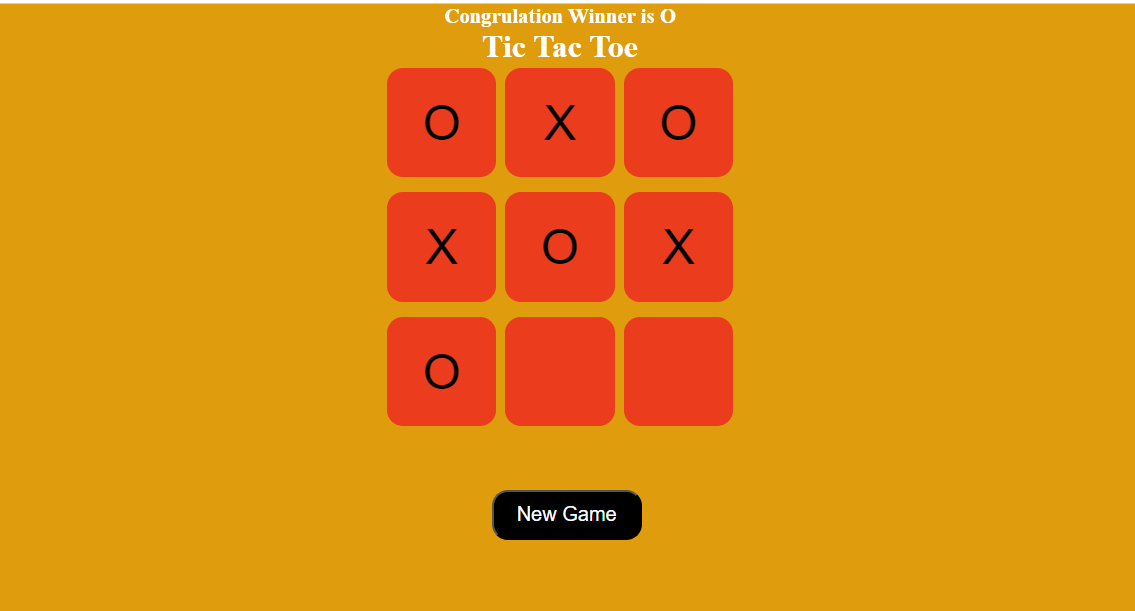 Congrulation Winner is O
Tic Tac Toe
O X O
X O X
O
New Game